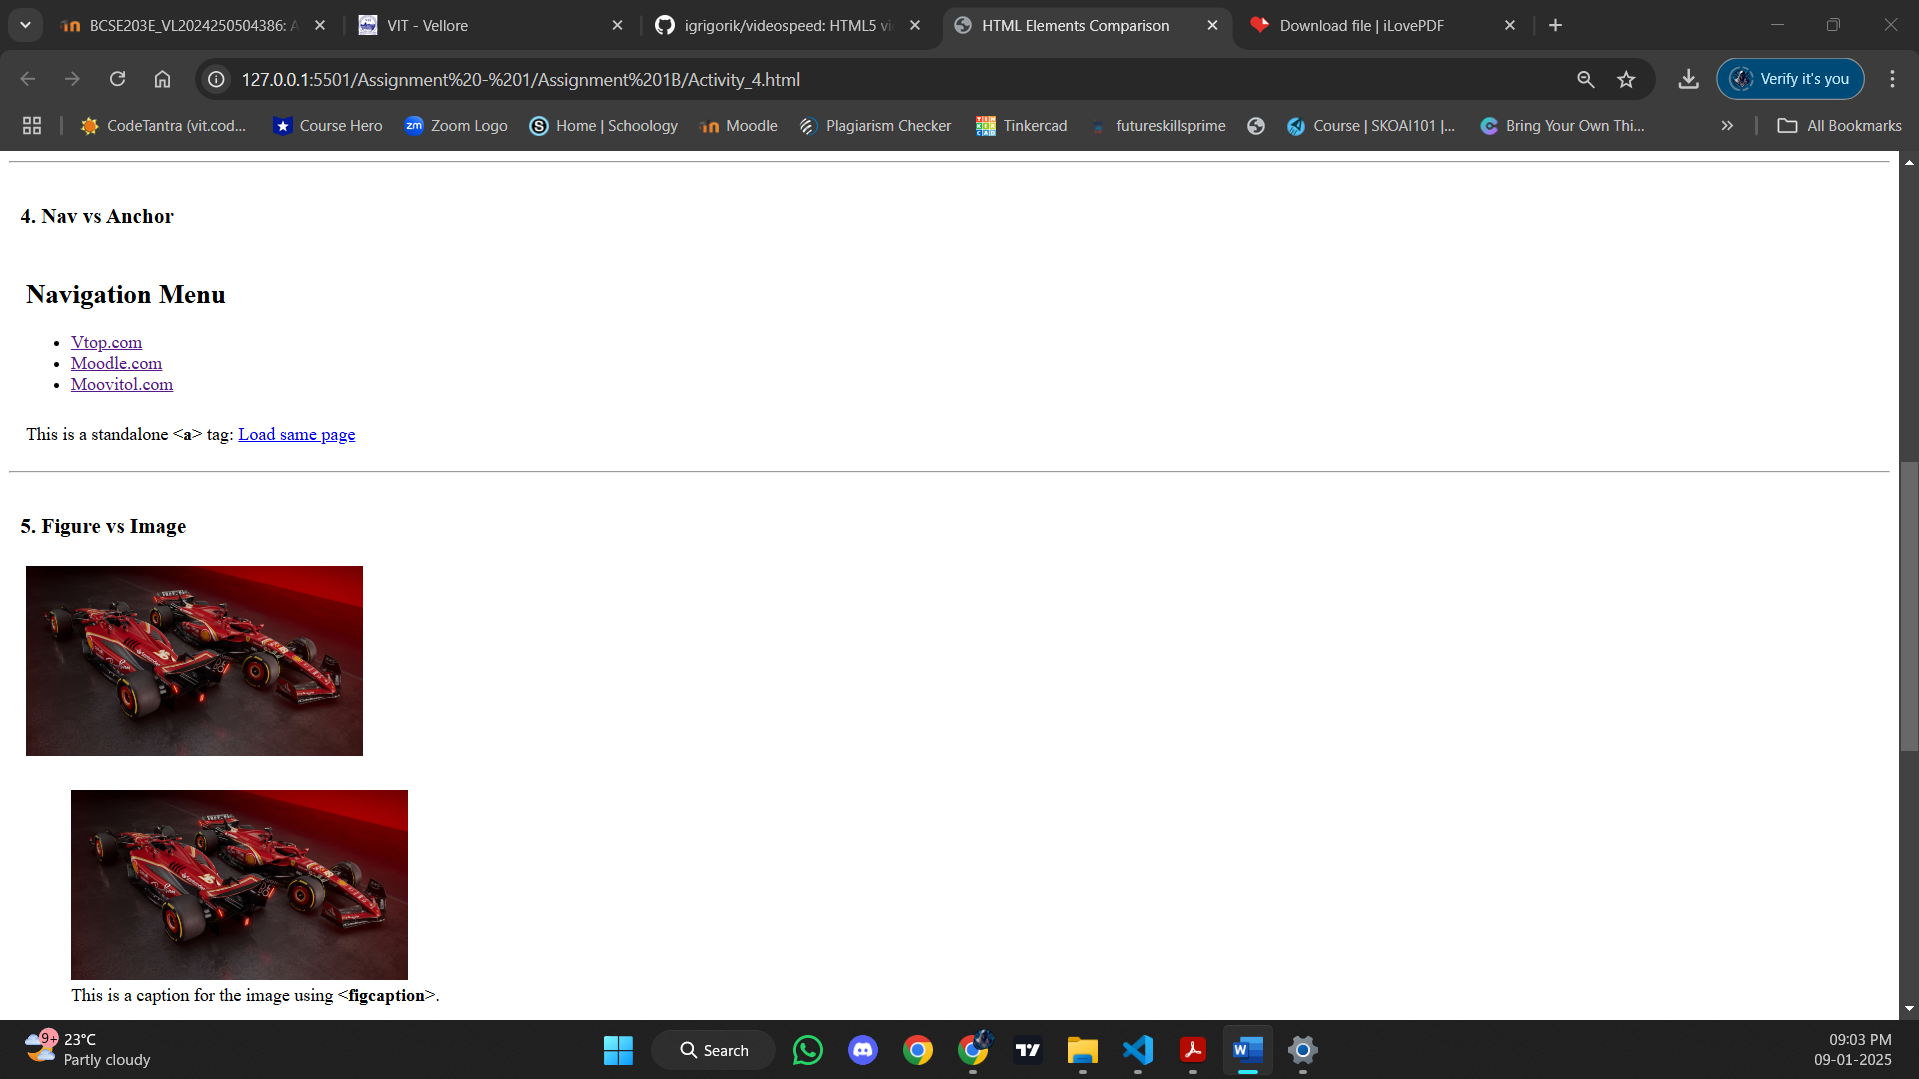 BCSE203E_VL2024250504386: A
VIT - Vellore
igrigorik/videospeed: HTML5 vi
HTML Elements Comparison
Download file | iLovePDF
127.0.0.1:5501/Assignment%20-%201/Assignment%201B/Activity_4.html
Verify it's you
CodeTantra (vit.cod...
Course Hero
Zoom Logo
Home | Schoology
Moodle
Plagiarism Checker
Tinkercad
futureskillsprime
Course | SKOAI101 |...
Bring Your Own Thi...
All Bookmarks
4. Nav vs Anchor
Navigation Menu
Vtop.com
Moodle.com
Moovitol.com
This is a standalone <a> tag: Load same page
5. Figure vs Image
This is a caption for the image using <figcaption>.
9+
23°C
Partly cloudy
Search
09:03 PM
09-01-2025